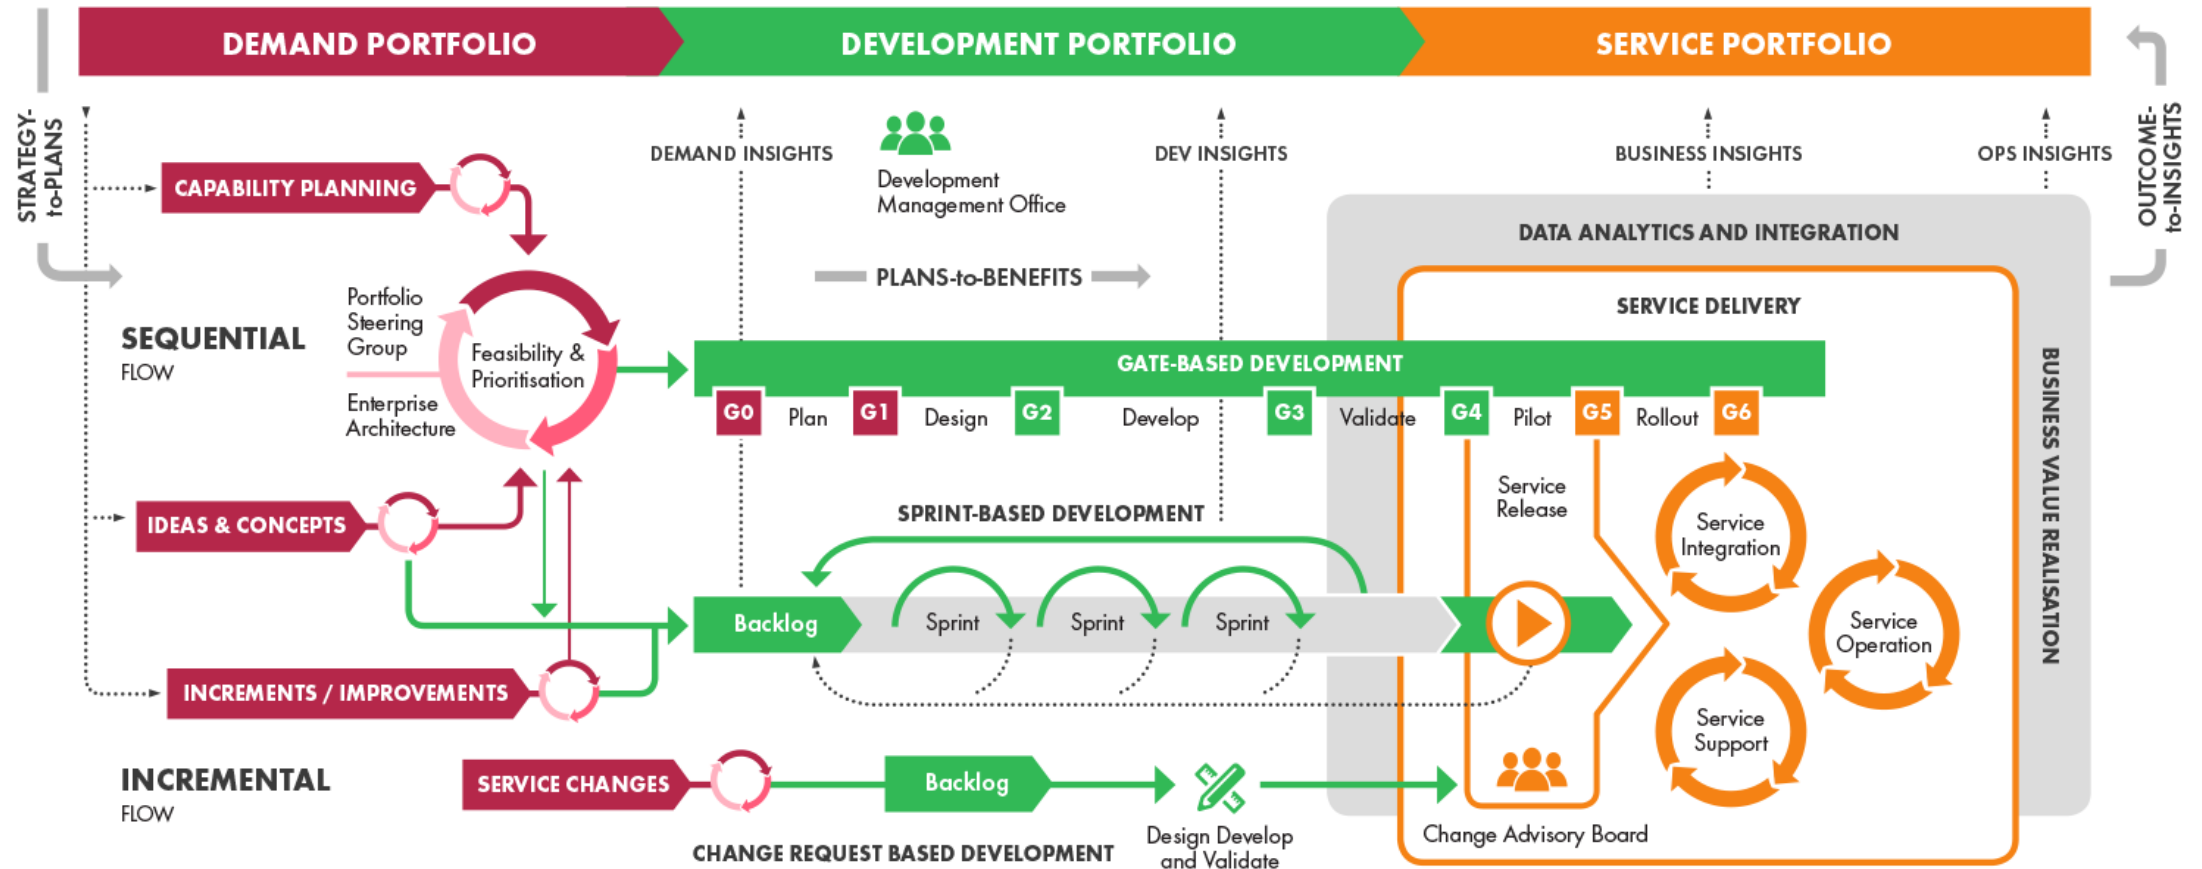 DEMAND PORTFOLIO
DEVELOPMENT PORTFOLIO
SERVICE PORTFOLIO
STRATEGY-
to-PLANS
OUTCOME-
to-INSIGHTS
DEMAND INSIGHTS
DEV INSIGHTS
BUSINESS INSIGHTS
OPS INSIGHTS
CAPABILITY PLANNING
Development
Management Office
DATA ANALYTICS AND INTEGRATION
PLANS-to-BENEFITS
SERVICE DELIVERY
Portfolio
Steering
Group
SEQUENTIAL
FLOW
Feasibility &
Prioritisation
Enterprise
Architecture
GATE-BASED DEVELOPMENT
G0
Plan
G1
Design
G2
Develop
G3
Validate
G4
Pilot
G5
Rollout
G6
BUSINESS VALUE REALISATION
Service
Release
IDEAS & CONCEPTS
SPRINT-BASED DEVELOPMENT
Service
Integration
Backlog
Sprint
Sprint
Sprint
Service
Operation
INCREMENTS / IMPROVEMENTS
Service
Support
INCREMENTAL
FLOW
SERVICE CHANGES
Backlog
Design Develop
and Validate
Change Advisory Board
CHANGE REQUEST BASED DEVELOPMENT